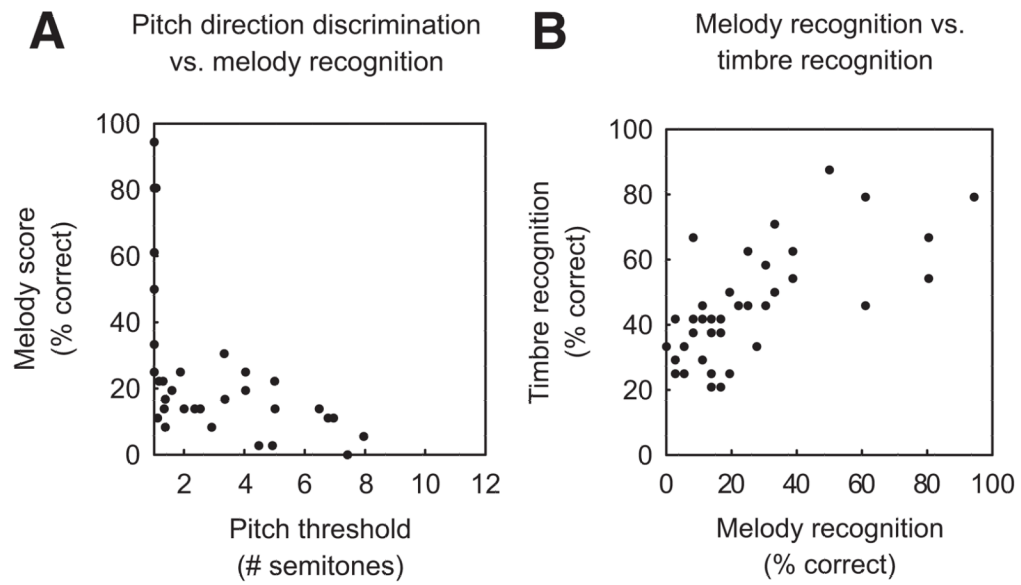 A
Pitch direction discrimination
vs. melody recognition
100
80
60
40
20
0
2 4 6 8 10 12
Melody score
(% correct)
Pitch threshold
(# semitones)
B
Melody recognition vs.
timbre recognition
100
80
60
40
20
0
0 20 40 60 80 100
Timbre recognition
(% correct)
Melody recognition
(% correct)